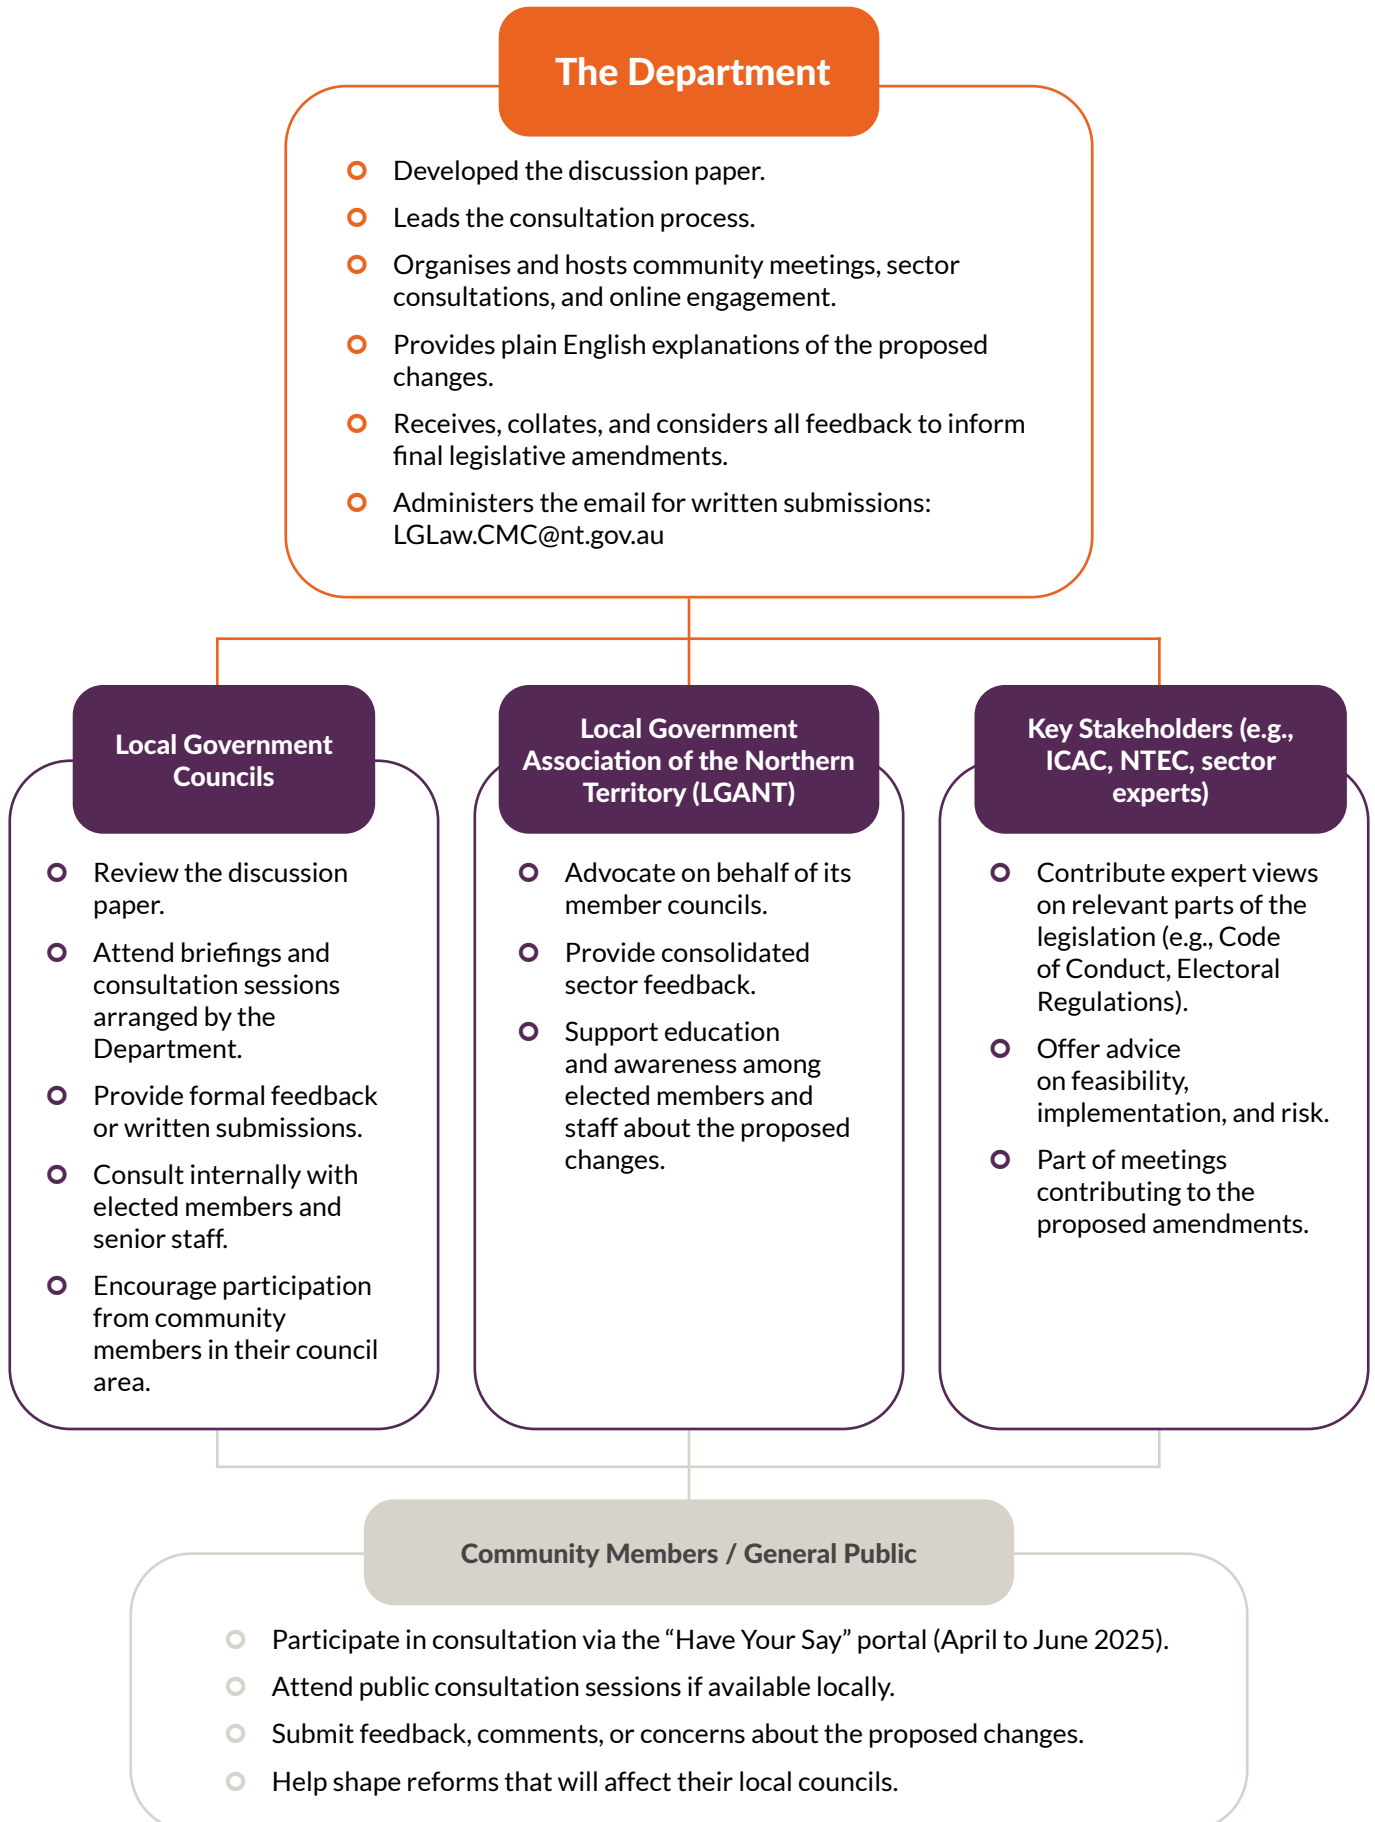 The Department
Developed the discussion paper.
Leads the consultation process.
Organises and hosts community meetings, sector
consultations, and online engagement.
Provides plain English explanations of the proposed
changes.
Receives, collates, and considers all feedback to inform
final legislative amendments.
Administers the email for written submissions:
LGLaw.CMC@nt.gov.au
Local Government
Councils
Review the discussion
paper.
Attend briefings and
consultation sessions
arranged by the
Department.
Provide formal feedback
or written submissions.
Consult internally with
elected members and
senior staff.
Encourage participation
from community
members in their council
area.
Local Government
Association of the Northern
Territory (LGANT)
Advocate on behalf of its
member councils.
Provide consolidated
sector feedback.
Support education
and awareness among
elected members and
staff about the proposed
changes.
Key Stakeholders (e.g.,
ICAC, NTEC, sector
experts)
Contribute expert views
on relevant parts of the
legislation (e.g., Code
of Conduct, Electoral
Regulations).
Offer advice
on feasibility,
implementation, and risk.
Part of meetings
contributing to the
proposed amendments.
Community Members / General Public
Participate in consultation via the “Have Your Say” portal (April to June 2025).
Attend public consultation sessions if available locally.
Submit feedback, comments, or concerns about the proposed changes.
Help shape reforms that will affect their local councils.